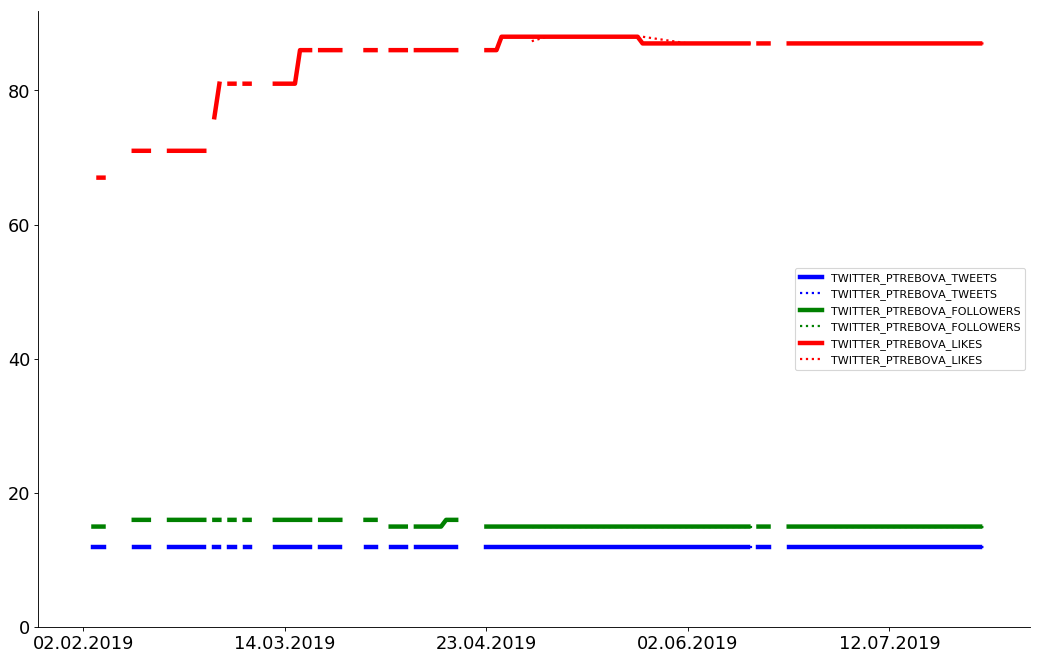 80
60
40
20
0
02.02.2019 14.03.2019 23.04.2019 02.06.2019 12.07.2019
TWITTER_PTREBOVA_TWEETS
TWITTER_PTREBOVA_TWEETS
TWITTER_PTREBOVA_FOLLOWERS
TWITTER_PTREBOVA_FOLLOWERS
TWITTER_PTREBOVA_LIKES
TWITTER_PTREBOVA_LIKES